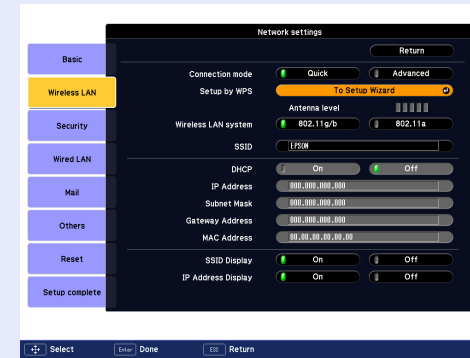 Network settings
Return
Basic
Connection mode Quick Advanced
Wireless LAN
Setup by WPS To Setup Wizard
Antenna level
Security
Wireless LAN system 802.11g/b 802.11a
SSID EPSON
Wired LAN
DHCP On Off
Mail
IP Address 000.000.000.000
Subnet Mask 000.000.000.000
Others
Gateway Address 000.000.000.000
MAC Address 00.00.00.00.00.00
Reset
SSID Display On Off
IP Address Display On Off
Setup complete
Select Enter Done ESC Return